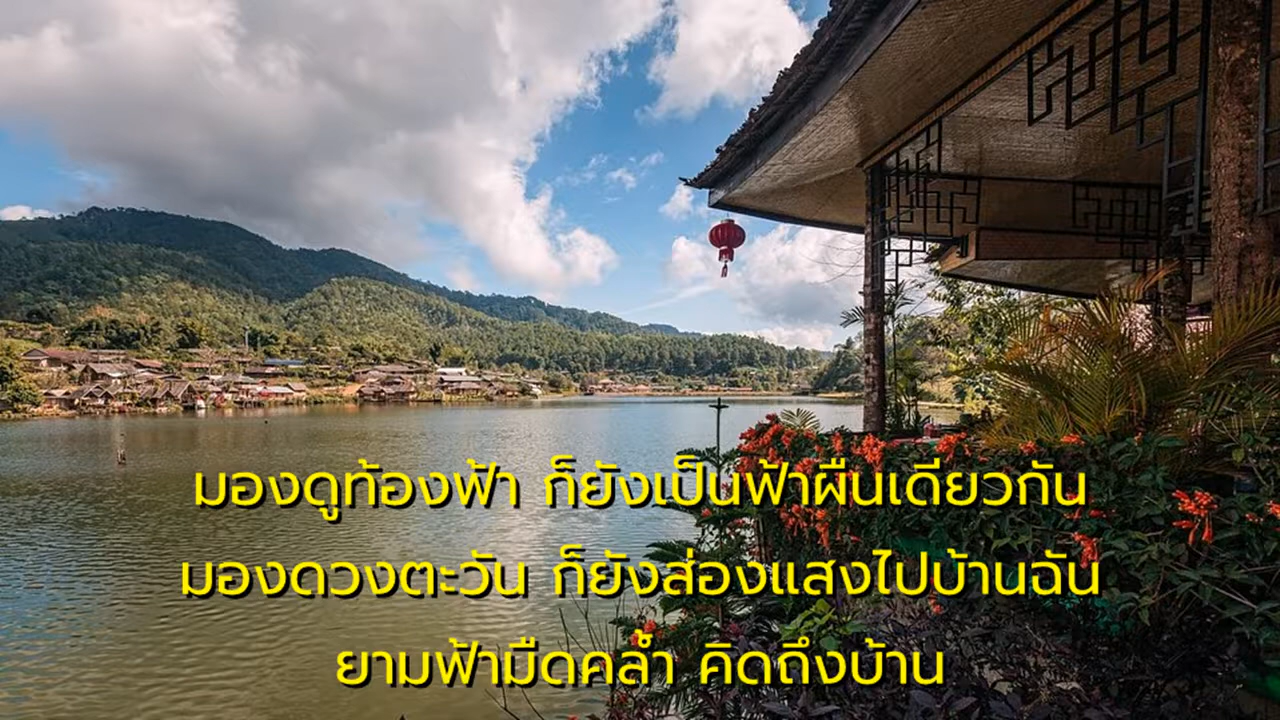 มองดูท้องฟ้า ก็ยังเป็นฟ้าผืนเดียวกัน
มองดวงตะวัน ก็ยังส่องแสงไปบ้านฉัน
ยามฟ้ามืดคล้ำ คิดถึงบ้าน